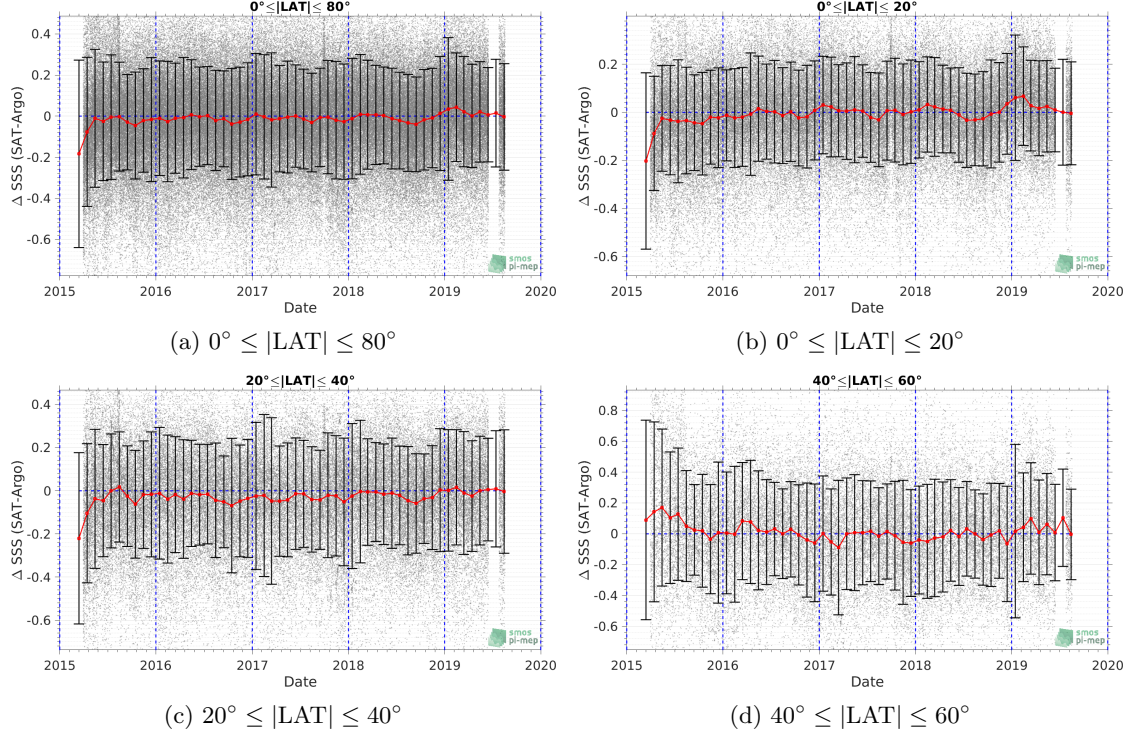 0°≤|LAT|≤ 80°
0.4
0.2
0
-0.2
-0.4
-0.6
Δ SSS (SAT-Argo)
smos
pi-mep
2015 2016 2017 2018 2019 2020
Date
(a) 0° ≤ |LAT| ≤ 80°
0°≤|LAT|≤ 20°
0.2
0
-0.2
-0.4
-0.6
Δ SSS (SAT-Argo)
smos
pi-mep
2015 2016 2017 2018 2019 2020
Date
(b) 0° ≤ |LAT| ≤ 20°
20°≤|LAT|≤ 40°
0.4
0.2
0
-0.2
-0.4
-0.6
Δ SSS (SAT-Argo)
smos
pi-mep
2015 2016 2017 2018 2019 2020
Date
(c) 20° ≤ |LAT| ≤ 40°
40°≤|LAT|≤ 60°
0.8
0.6
0.4
0.2
0
-0.2
-0.4
-0.6
Δ SSS (SAT-Argo)
smos
pi-mep
2015 2016 2017 2018 2019 2020
Date
(d) 40° ≤ |LAT| ≤ 60°